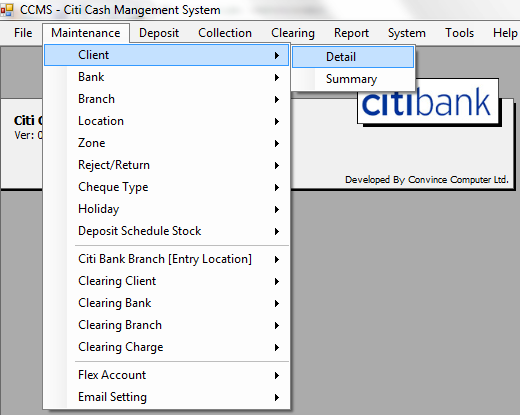 CCMS - Citi Cash Mangement System
File Maintenance Deposit Collection Clearing Report System Tools Help
Client
Detail
Summary
Bank
Branch
Location
Zone
Reject/Return
Cheque Type
Holiday
Deposit Schedule Stock
Citi Bank Branch [Entry Location]
Clearing Client
Clearing Bank
Clearing Branch
Clearing Charge
Flex Account
Email Setting
citibank
Citi
Ver: 0
Developed By Convince Computer Ltd.